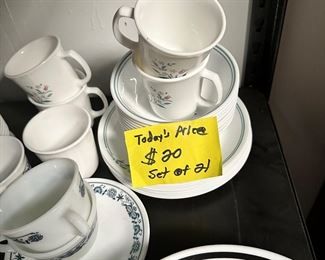 Today's Price
$20
Set of 21